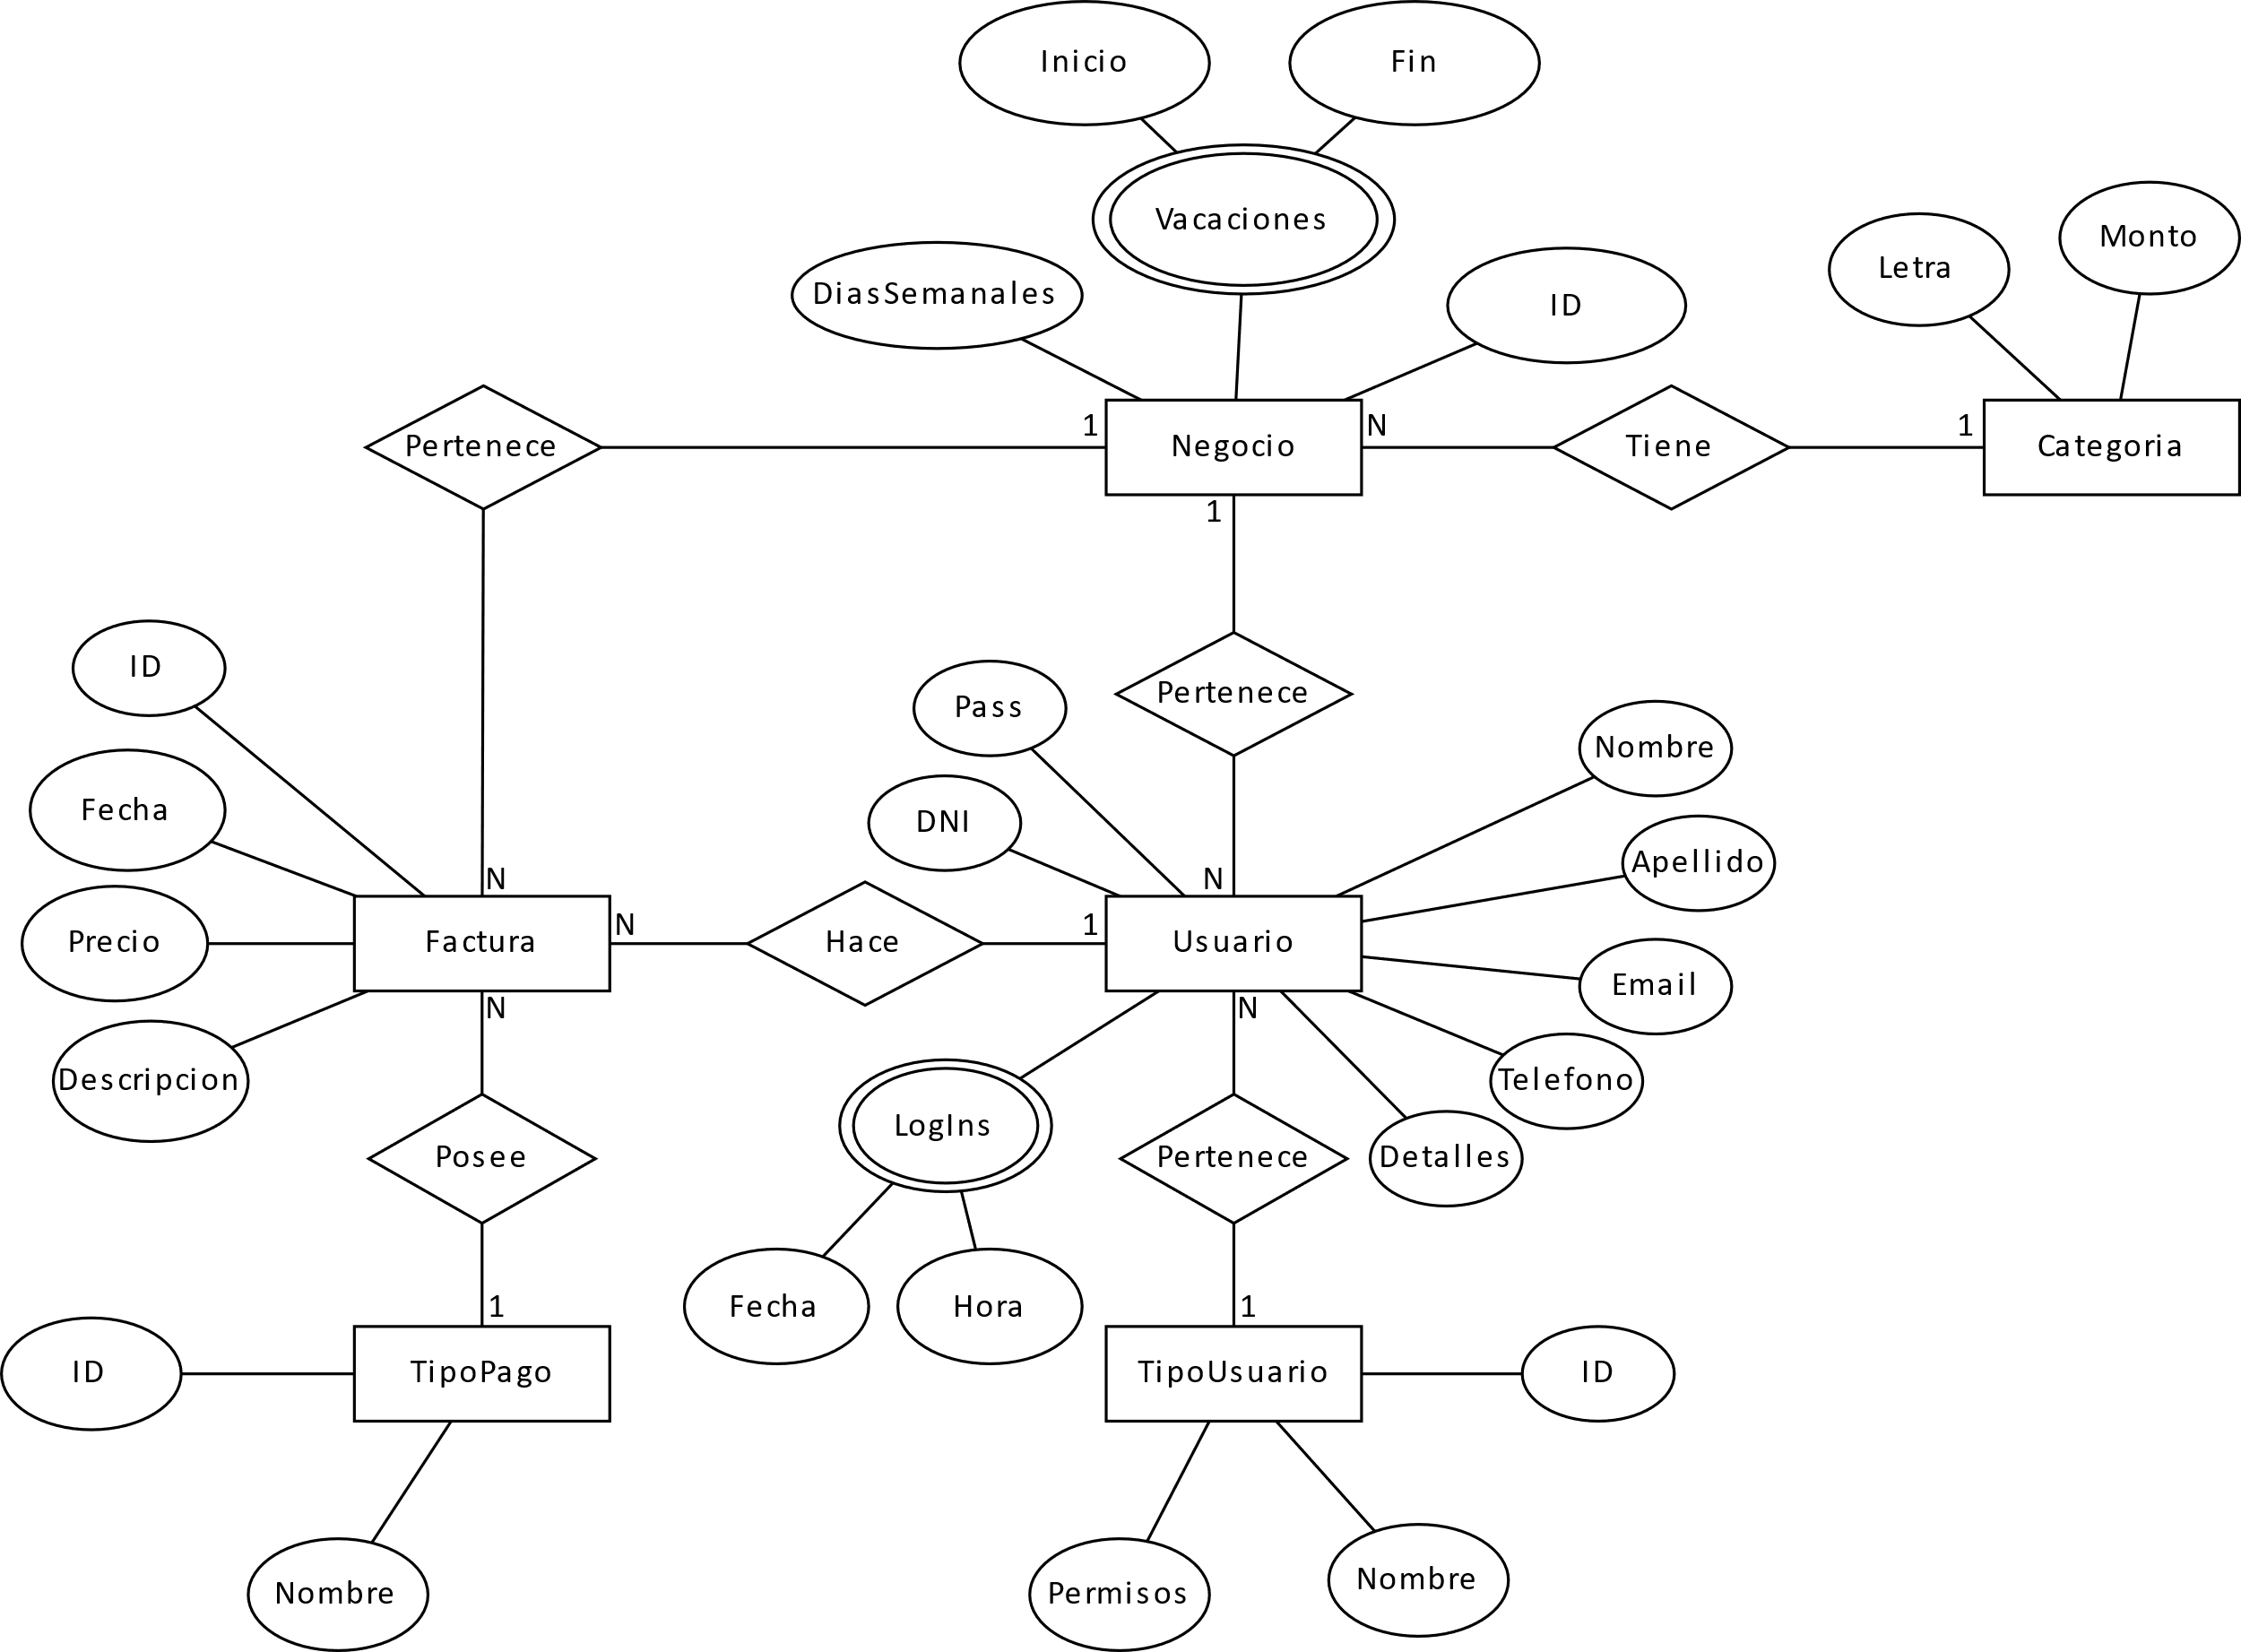 Inicio
Fin
Vacaciones
Monto
Letra
DiasSemanales
ID
Pertenece
1
Negocio
N
Tiene
1
Categoria
1
ID
Pertenece
Pass
Nombre
Fecha
DNI
Apellido
N
N
Precio
Factura
N
Hace
1
Usuario
Email
N
N
Descripcion
Telefono
LogIns
Posee
Pertenece
Detalles
Fecha
Hora
1
1
ID
TipoPago
TipoUsuario
ID
Nombre
Permisos
Nombre